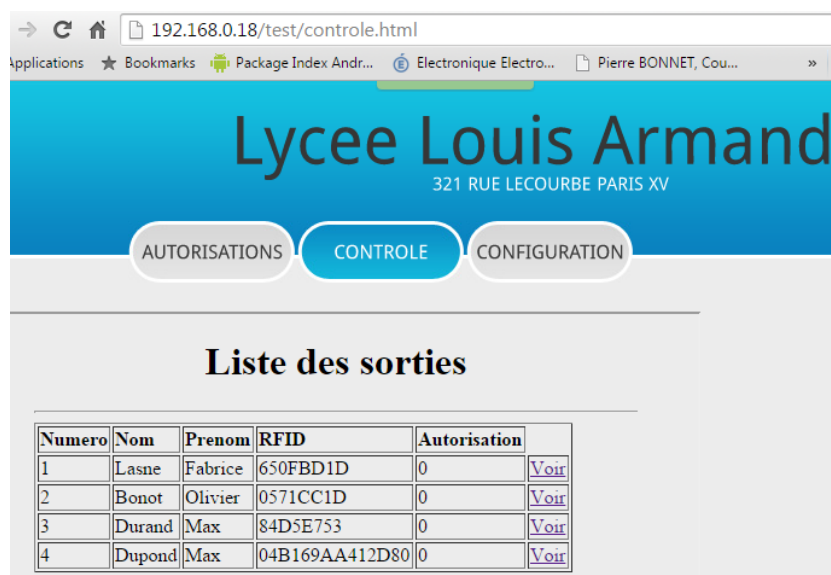 192.168.0.18/test/controle.html
Applications Bookmarks Package Index Andr... Electronique Electro... Pierre BONNET, Cou... »
Lycee Louis Armand
321 RUE LECOURBE PARIS XV
AUTORISATIONS CONTROLE CONFIGURATION
Liste des sorties
Numero Nom Prenom RFID Autorisation
1 Lasne Fabrice 650FBD1D 0 Voir
2 Bonot Olivier 0571CC1D 0 Voir
3 Durand Max 84D5E753 0 Voir
4 Dupond Max 04B169AA412D80 0 Voir